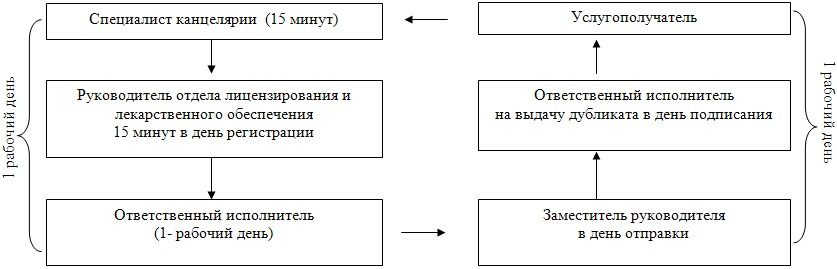 Специалист канцелярии (15 минут)
Услугополучатель
1 рабочий день
Руководитель отдела лицензирования и
лекарственного обеспечения
15 минут в день регистрации
Ответственный исполнитель
на выдачу дубликата в день подписания
1 рабочий день
Ответственный исполнитель
(1- рабочий день)
Заместитель руководителя
в день отправки